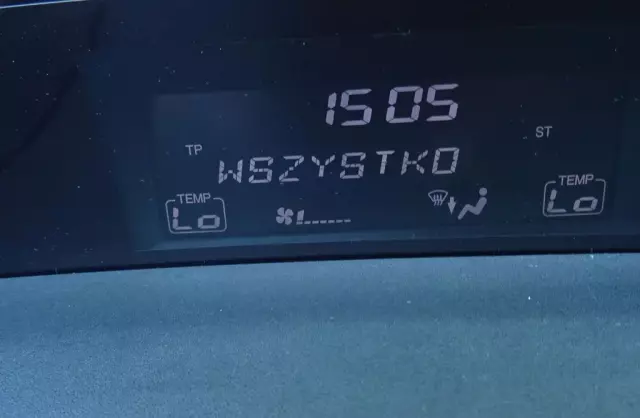 1505
TP
ST
WSZYSTKO
TEMP
Lo
TEMP
Lo